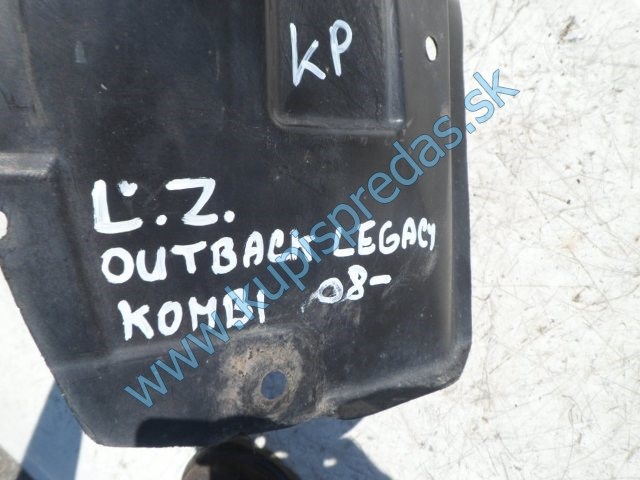 KP
Ľ.Z.
OUTBACK LEGACY
KOMBI 08-
www.kupispredas.sk